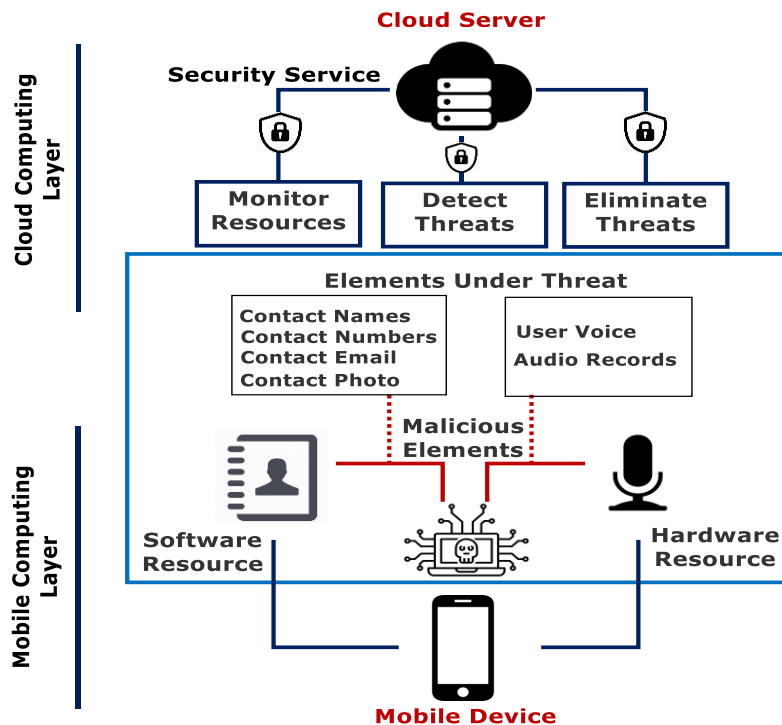 Cloud Server
Security Service
Cloud Computing
Layer
Monitor
Resources
Detect
Threats
Eliminate
Threats
Elements Under Threat
Contact Names
Contact Numbers
Contact Email
Contact Photo
User Voice
Audio Records
Malicious
Elements
Mobile Computing
Layer
Software
Resource
Hardware
Resource
Mobile Device